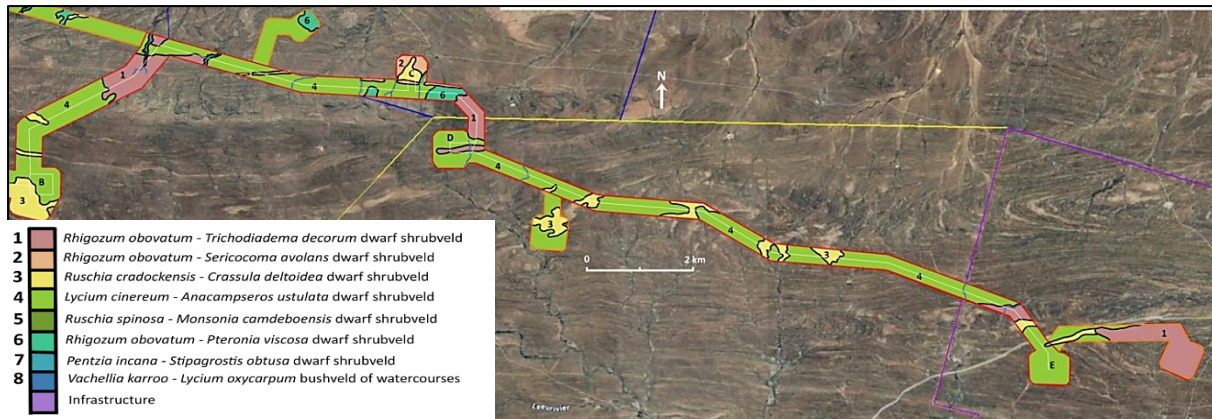 6
2
C
1
4
4
6
N
1
D
4
4
B
3
3
4
3
4
0 2 km
1
E
Leeurivier
1 Rhigozum obovatum - Trichodiadema decorum dwarf shrubveld
2 Rhigozum obovatum - Sericocoma avolans dwarf shrubveld
3 Ruschia cradockensis - Crassula deltoidea dwarf shrubveld
4 Lycium cinereum - Anacampseros ustulata dwarf shrubveld
5 Ruschia spinosa - Monsonia camdeboensis dwarf shrubveld
6 Rhigozum obovatum - Pteronia viscosa dwarf shrubveld
7 Pentzia incana - Stipagrostis obtusa dwarf shrubveld
8 Vachellia karroo - Lycium oxycarpum bushveld of watercourses
Infrastructure